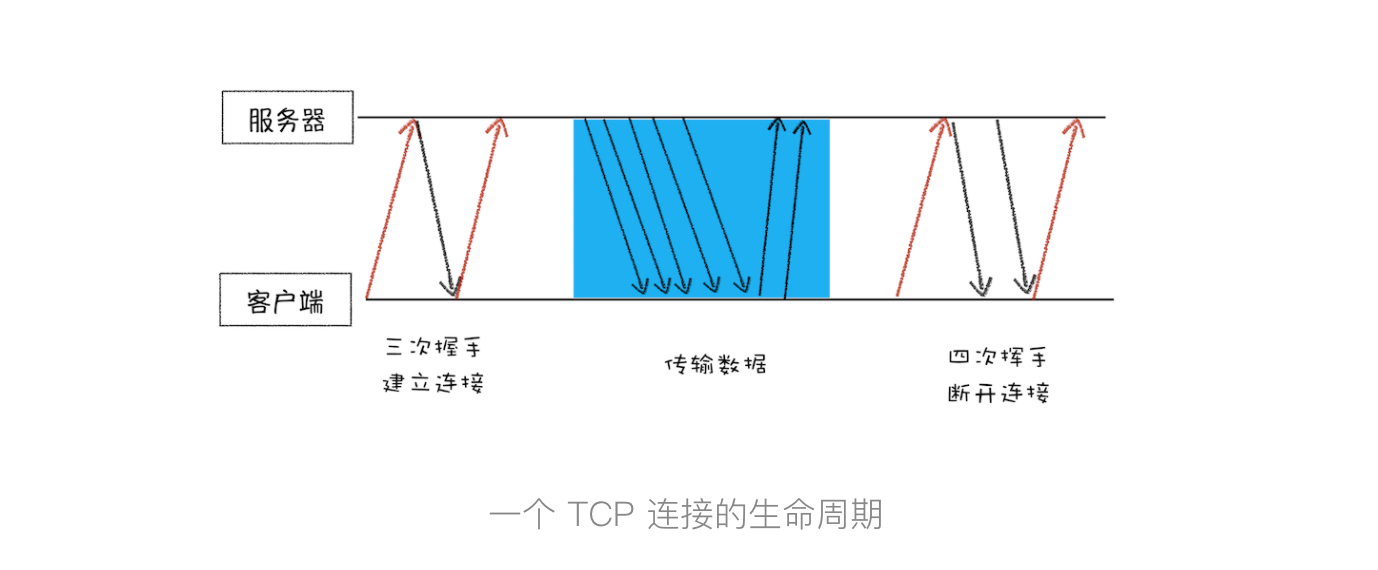 服务器
客户端
三次握手
建立连接
传输数据
四次挥手
断开连接
一个 TCP 连接的生命周期